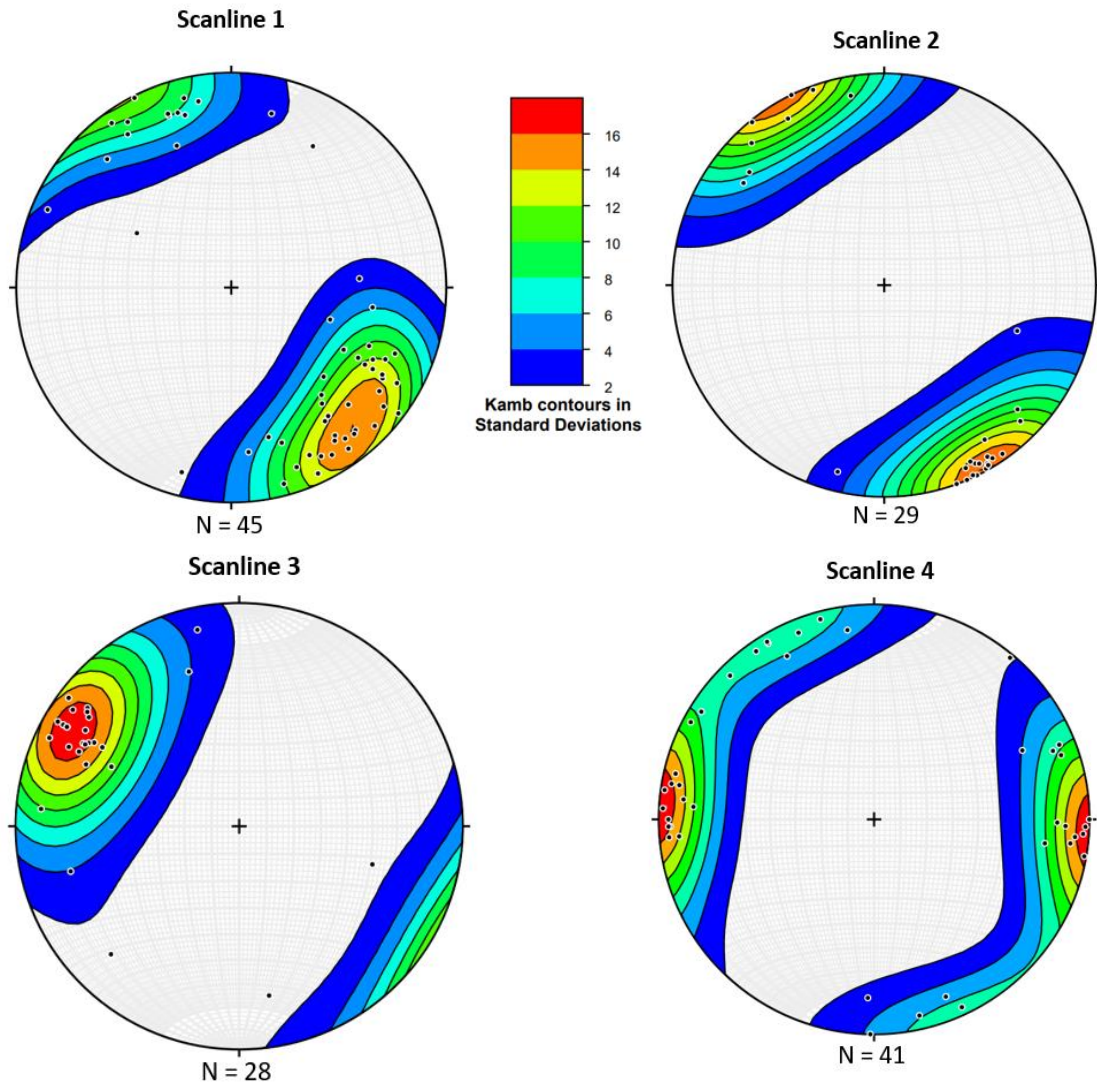 Scanline 1
Scanline 2
16
14
12
10
8
6
4
2
Kamb contours in
Standard Deviations
N = 45
N = 29
Scanline 3
Scanline 4
N = 28
N = 41